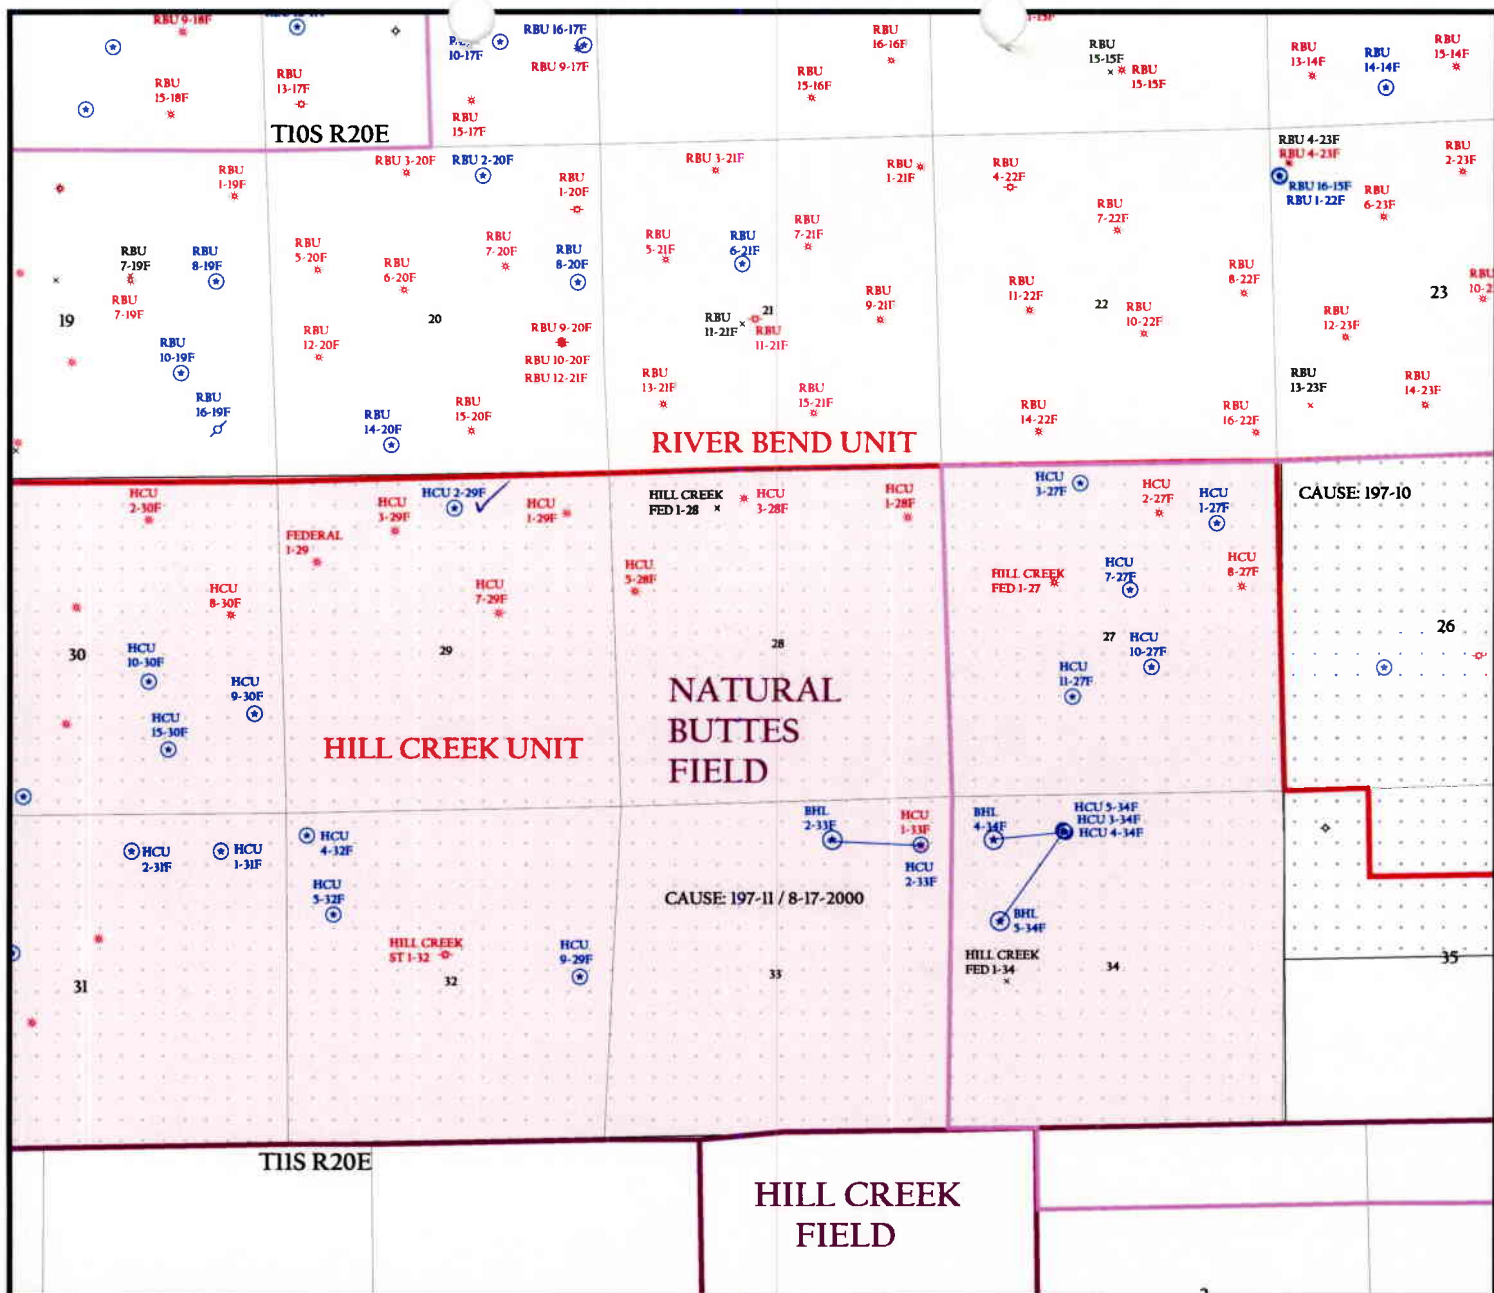 RBU 9-18F
RBU 16-17F
10-17F
RBU 9-17F
RBU
16-16F
RBU
15-15F
RBU
15-15F
RBU
13-14F
RBU
14-14F
RBU
15-14F
RBU
15-18F
RBU
13-17F
RBU
15-17F
RBU
15-16F
T10S R20E
RBU
1-19F
RBU 3-20F
RBU 2-20F
RBU
1-20F
RBU 3-21F
RBU
1-21F
RBU
4-22F
RBU 4-23F
RBU 4-23F
RBU 16-15F
RBU 1-22F
RBU
2-23F
RBU
6-23F
RBU
7-19F
RBU
7-19F
RBU
8-19F
RBU
5-20F
RBU
6-20F
RBU
7-20F
RBU
8-20F
RBU
5-21F
RBU
6-21F
RBU
7-21F
RBU
7-22F
RBU
8-22F
RBU
9-21F
RBU
11-22F
RBU
10-22F
RBU
12-23F
RBU
19
20
21
22
23
RBU
10-19F
RBU
16-19F
RBU
12-20F
RBU 9-20F
RBU 10-20F
RBU 12-21F
RBU
11-21F
RBU
11-21F
RBU
13-21F
RBU
15-21F
RBU
14-20F
RBU
15-20F
RBU
14-22F
RBU
16-22F
RBU
13-23F
RBU
14-23F
RIVER BEND UNIT
HCU
2-30F
HCU
3-29F
HCU 2-29F
HCU
1-29F
HILL CREEK
FED 1-28
HCU
3-28F
HCU
1-28F
HCU
3-27F
HCU
2-27F
HCU
1-27F
CAUSE: 197-10
FEDERAL
1-29
HCU
8-30F
HCU
7-29F
HCU
5-28F
HILL CREEK
FED 1-27
HCU
7-27F
HCU
8-27F
30
29
28
27
26
HCU
10-30F
HCU
9-30F
HCU
15-30F
HCU
10-27F
HCU
11-27F
HILL CREEK UNIT
NATURAL
BUTTES
FIELD
HCU
2-31F
HCU
1-31F
HCU
4-32F
HCU
5-32F
BHL
2-33F
HCU
1-33F
HCU
2-33F
BHL
4-34F
HCU 5-34F
HCU 3-34F
HCU 4-34F
CAUSE: 197-11 / 8-17-2000
BHL
5-34F
HILL CREEK
ST 1-32
HCU
9-29F
HILL CREEK
FED 1-34
31
32
33
34
35
T11S R20E
HILL CREEK
FIELD